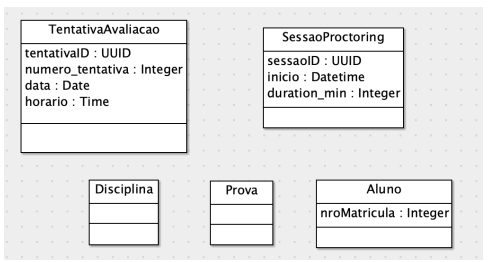 TentativaAvaliacao
tentativaID : UUID
numero_tentativa : Integer
data : Date
horario : Time
SessaoProctoring
sessaoID : UUID
inicio : Datetime
duration_min : Integer
Disciplina
Prova
Aluno
nroMatricula : Integer